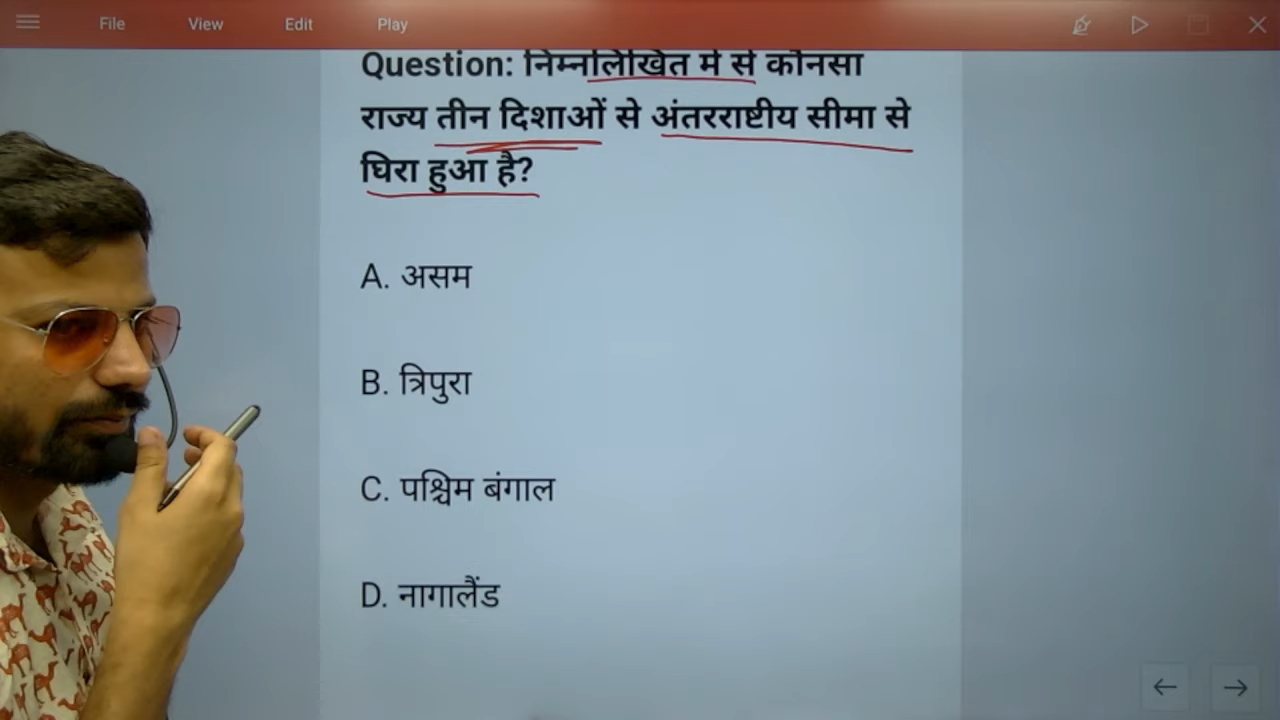 File View Edit Play
Question: निम्नलिखित में से कौनसा
राज्य तीन दिशाओं से अंतरराष्टीय सीमा से
घिरा हुआ है?
A. असम
B. त्रिपुरा
C. पश्चिम बंगाल
D. नागालैंड